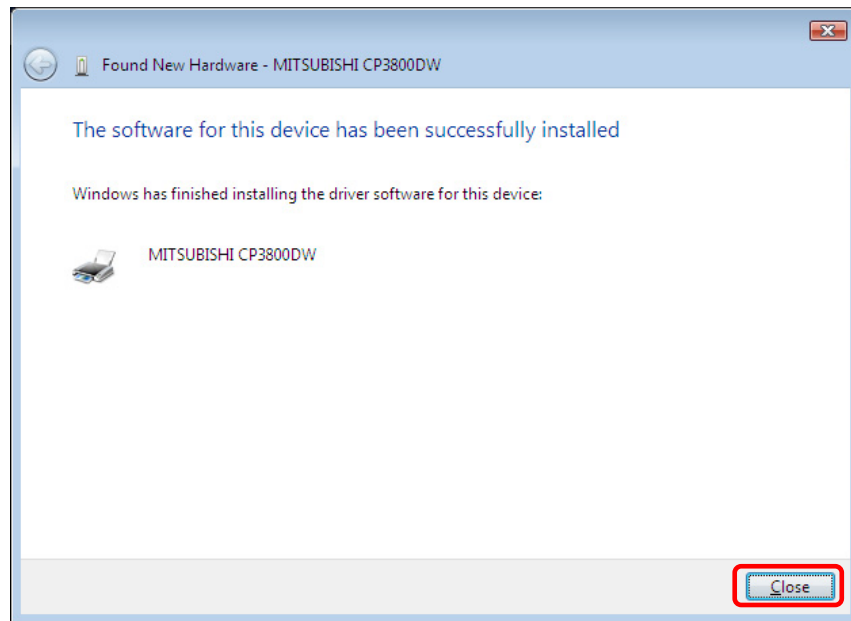 Found New Hardware - MITSUBISHI CP3800DW
The software for this device has been successfully installed
Windows has finished installing the driver software for this device:
MITSUBISHI CP3800DW
Close